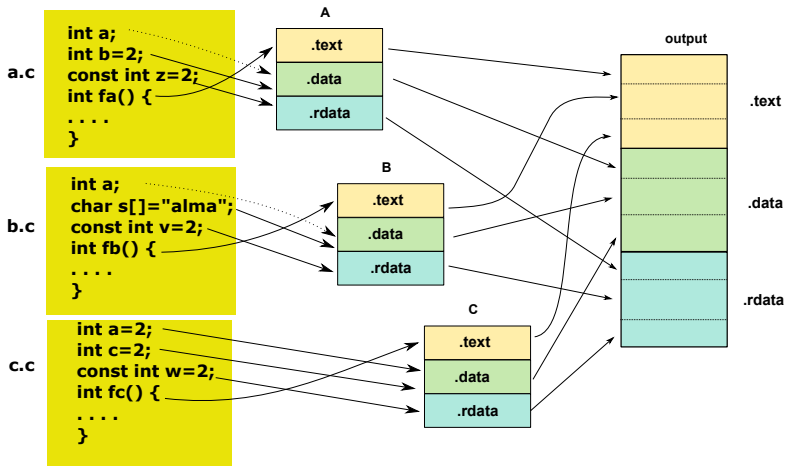 a.c
int a;
int b=2;
const int z=2;
int fa() {
. . . .
}
A
.text
.data
.rdata
b.c
int a;
char s[]="alma";
const int v=2;
int fb() {
. . . .
}
B
.text
.data
.rdata
c.c
int a=2;
int c=2;
const int w=2;
int fc() {
. . . .
}
C
.text
.data
.rdata
output
.text
.data
.rdata